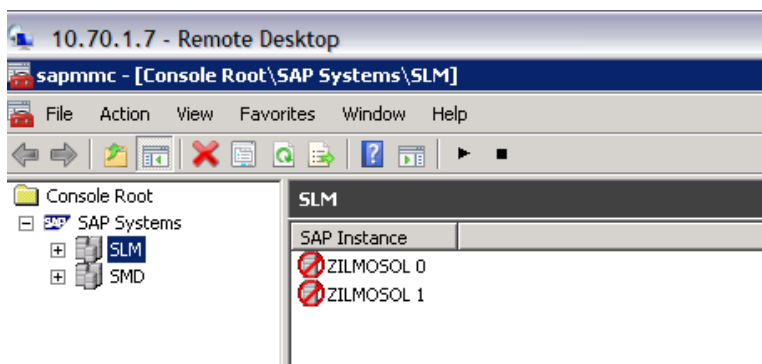 10.70.1.7 - Remote Desktop
sapmmc - [Console Root\SAP Systems\SLM]
File Action View Favorites Window Help
Console Root
SAP Systems
SLM
SMD
SLM
SAP Instance
ZILMOSOL 0
ZILMOSOL 1